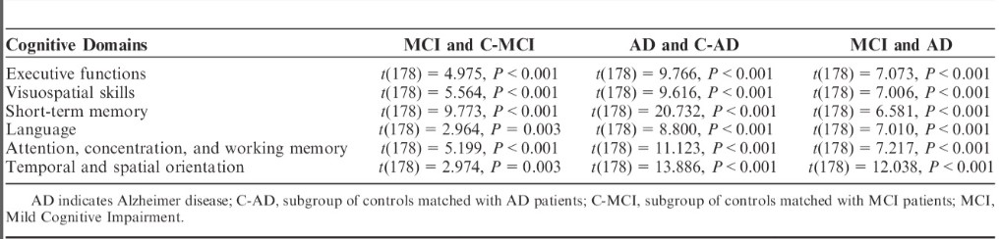 Cognitive Domains MCI and C-MCI AD and C-AD MCI and AD
Executive functions t(178) = 4.975, P < 0.001 t(178) = 9.766, P < 0.001 t(178) = 7.073, P < 0.001
Visuospatial skills t(178) = 5.564, P < 0.001 t(178) = 9.616, P < 0.001 t(178) = 7.006, P < 0.001
Short-term memory t(178) = 9.773, P < 0.001 t(178) = 20.732, P < 0.001 t(178) = 6.581, P < 0.001
Language t(178) = 2.964, P = 0.003 t(178) = 8.800, P < 0.001 t(178) = 7.010, P < 0.001
Attention, concentration, and working memory t(178) = 5.199, P < 0.001 t(178) = 11.123, P < 0.001 t(178) = 7.217, P < 0.001
Temporal and spatial orientation t(178) = 2.974, P = 0.003 t(178) = 13.886, P < 0.001 t(178) = 12.038, P < 0.001
AD indicates Alzheimer disease; C-AD, subgroup of controls matched with AD patients; C-MCI, subgroup of controls matched with MCI patients; MCI,
Mild Cognitive Impairment.